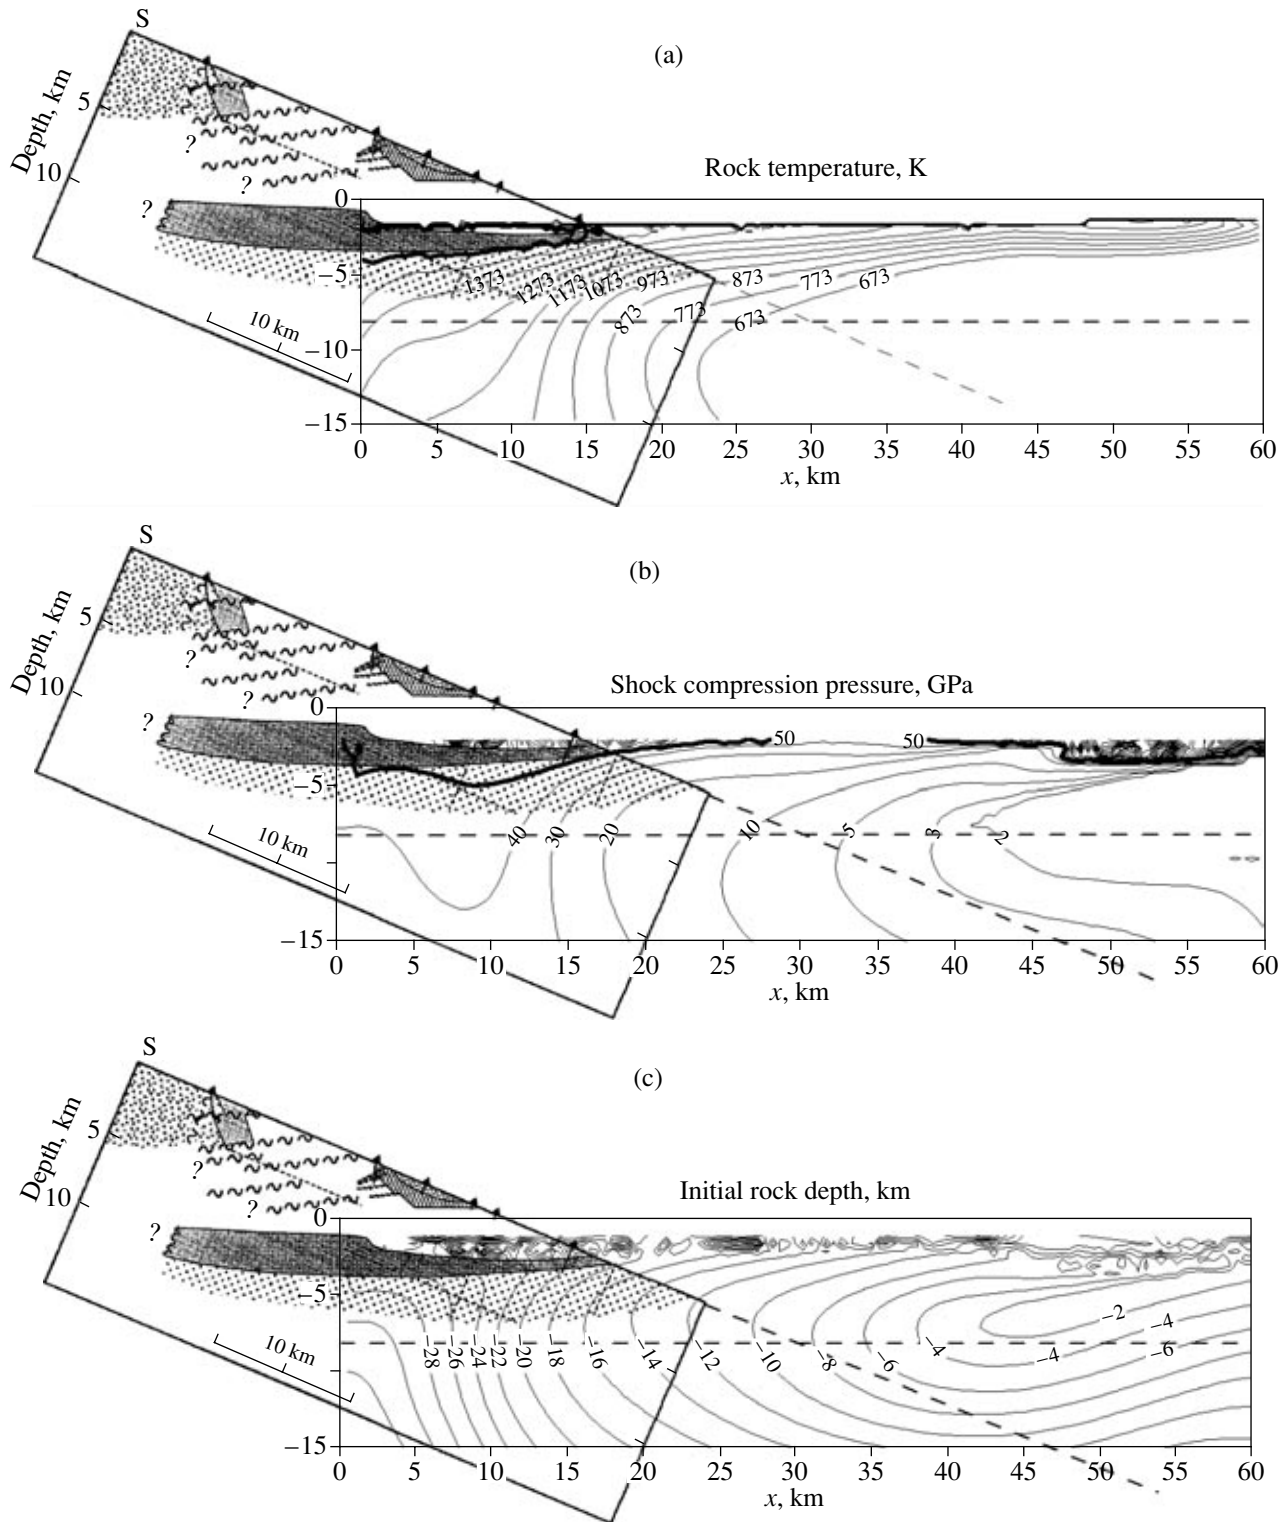 S
(a)
Depth, km
5
10
?
?
?
Rock temperature, K
0
−5
−10
−15
1373
1273
1173
1073
973
873
773
673
873
773
673
10 km
0 5 10 15 20 25 30 35 40 45 50 55 60
x, km
S
(b)
Depth, km
5
10
?
?
?
Shock compression pressure, GPa
0
50
50
−5
40
30
20
10
5
3
2
10 km
−15
0 5 10 15 20 25 30 35 40 45 50 55 60
x, km
S
(c)
Depth, km
5
10
?
?
?
Initial rock depth, km
0
−5
−28
−26
−24
−22
−20
−18
−16
−14
−12
−10
−8
−6
−4
−2
−4
−4
−6
10 km
−15
0 5 10 15 20 25 30 35 40 45 50 55 60
x, km